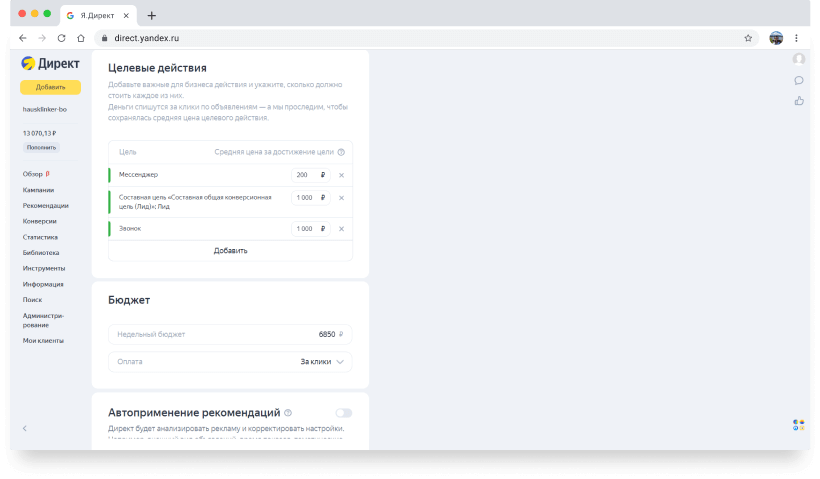 Я.Директ
direct.yandex.ru
Директ
Добавить
hausklinker-bo
13 070,13 ₽
Пополнить
Обзор β
Кампании
Рекомендации
Конверсии
Статистика
Библиотека
Инструменты
Информация
Поиск
Администри-
рование
Мои клиенты
Целевые действия
Добавьте важные для бизнеса действия и укажите, сколько должно
стоить каждое из них.
Деньги спишутся за клики по объявлениям — а мы проследим, чтобы
сохранялась средняя цена целевого действия.
Цель Средняя цена за достижение цели
Мессенджер 200 ₽
Составная цель «Составная общая конверсионная
цель (Лид)»: Лид 1 000 ₽
Звонок 1 000 ₽
Добавить
Бюджет
Недельный бюджет 6850 ₽
Оплата За клики
Автоприменение рекомендаций
Директ будет анализировать рекламу и корректировать настройки.